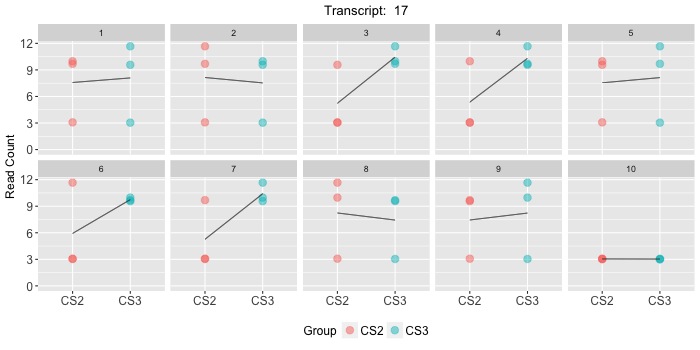 Transcript: 17
1 2 3 4 5
12
9
6
3
0
Read Count
6 7 8 9 10
12
9
6
3
0
CS2 CS3 CS2 CS3 CS2 CS3 CS2 CS3 CS2 CS3
Group CS2 CS3